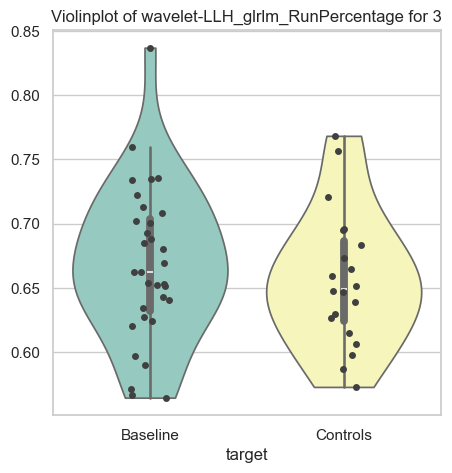 Violinplot of wavelet-LLH_glrlm_RunPercentage for 3
0.85
0.80
0.75
0.70
0.65
0.60
Baseline Controls
target